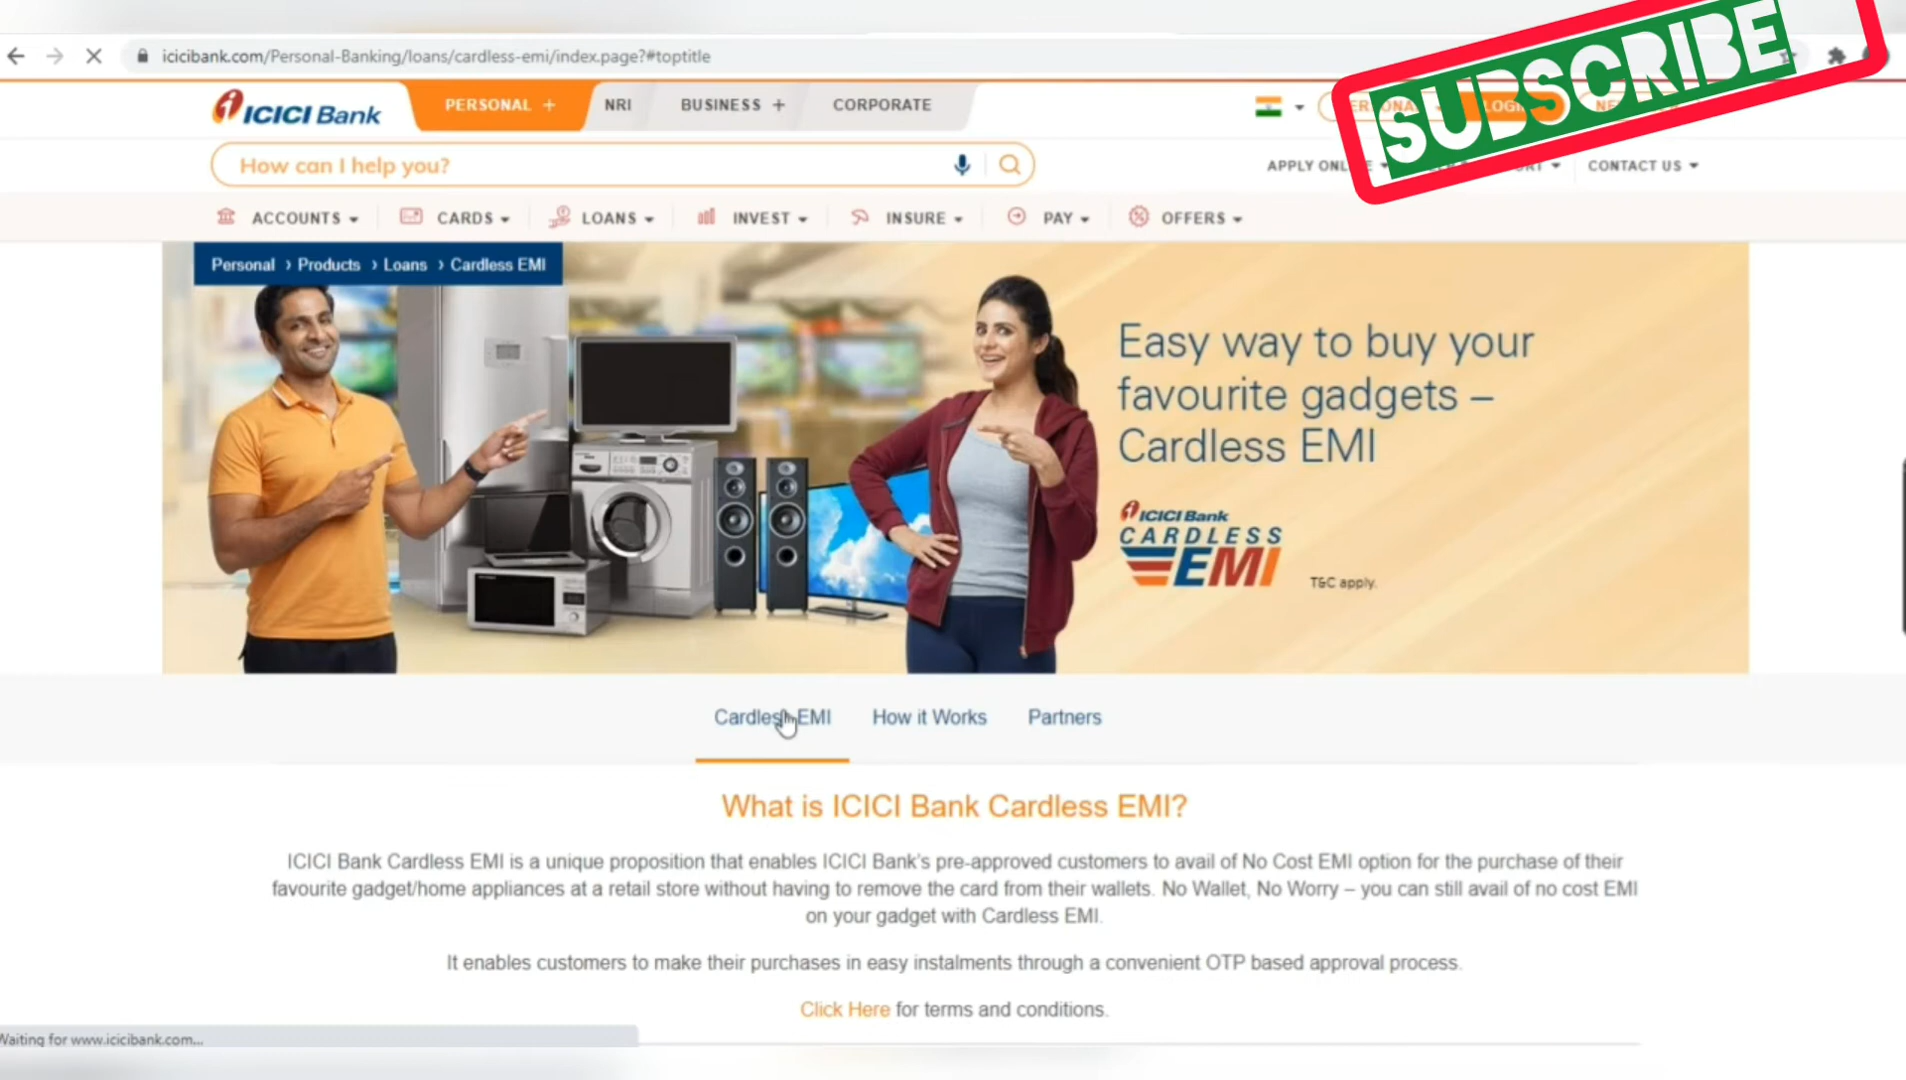 icicibank.com/Personal-Banking/loans/cardless-emi/index.page?#toptitle
SUBSCRIBE
ICICI Bank
PERSONAL +
NRI
BUSINESS +
CORPORATE
How can I help you?
APPLY
CONTACT US
ACCOUNTS
CARDS
LOANS
INVEST
INSURE
PAY
OFFERS
Personal › Products › Loans › Cardless EMI
Easy way to buy your
favourite gadgets –
Cardless EMI
ICICI Bank
CARDLESS
EMI
T&C apply.
Cardless EMI
How it Works
Partners
What is ICICI Bank Cardless EMI?
ICICI Bank Cardless EMI is a unique proposition that enables ICICI Bank's pre-approved customers to avail of No Cost EMI option for the purchase of their
favourite gadget/home appliances at a retail store without having to remove the card from their wallets. No Wallet, No Worry – you can still avail of no cost EMI
on your gadget with Cardless EMI.
It enables customers to make their purchases in easy instalments through a convenient OTP based approval process.
Click Here for terms and conditions.
Waiting for www.icicibank.com...